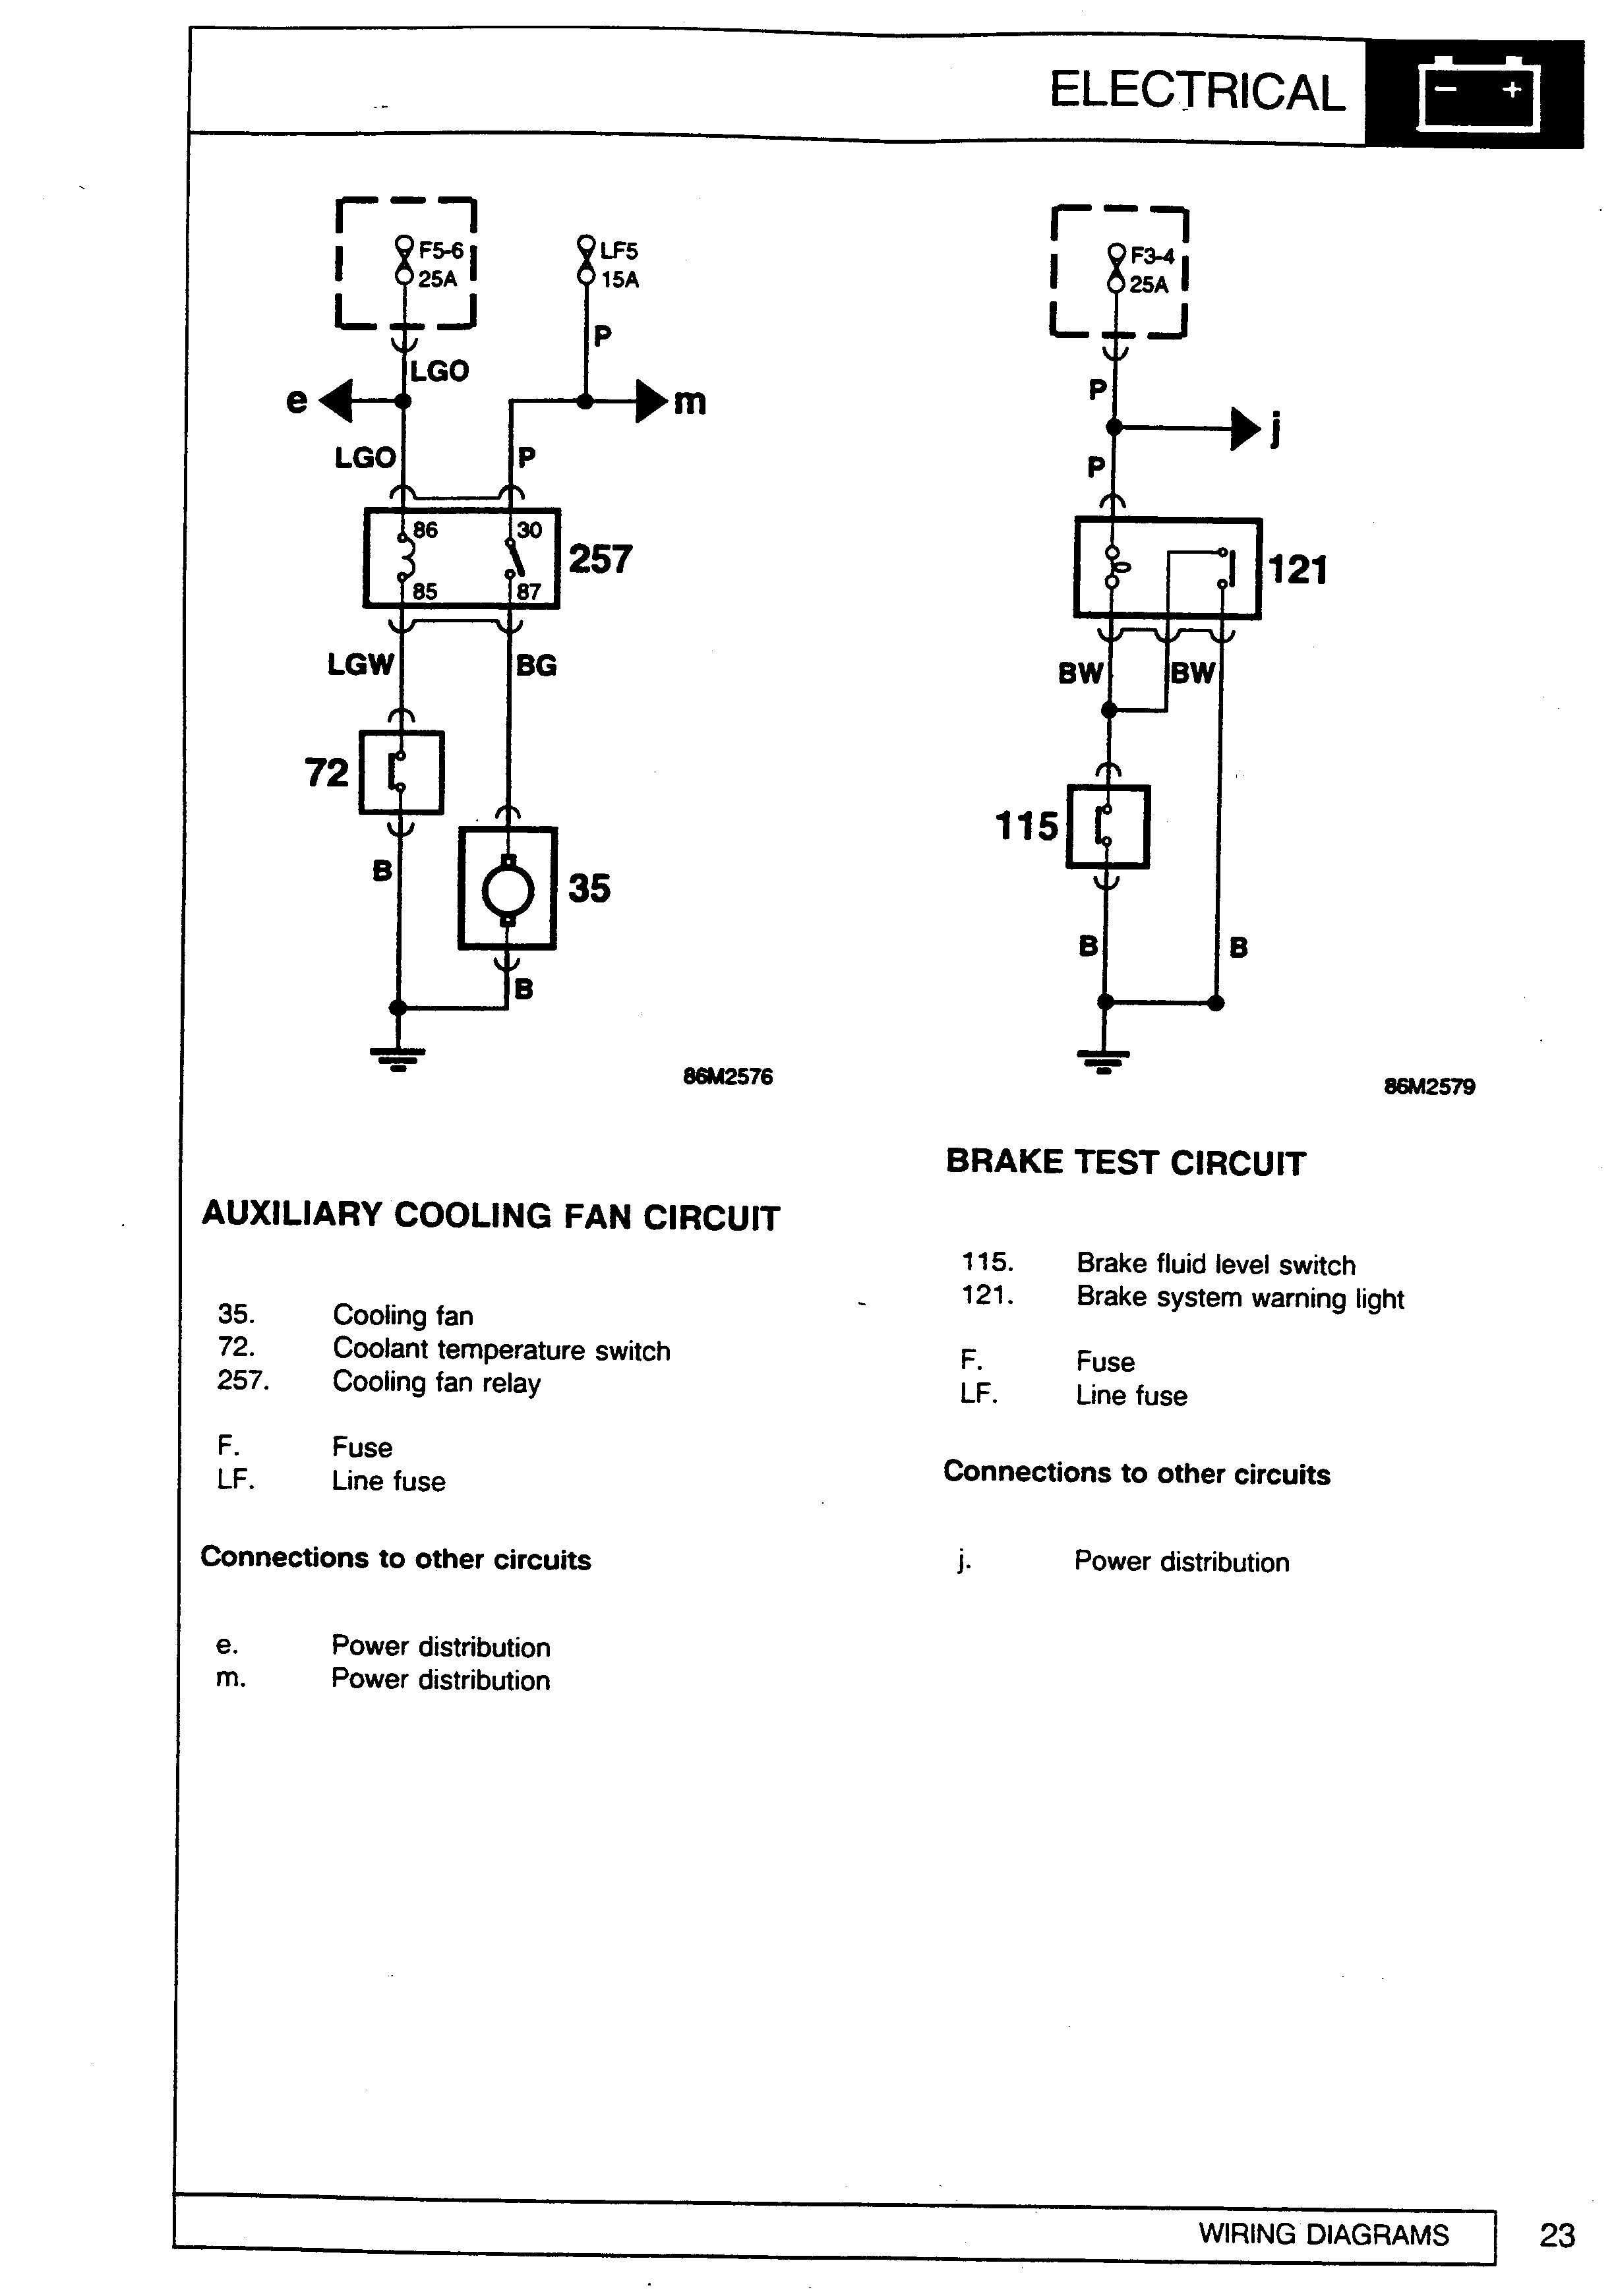 ELECTRICAL
− +
F5-6
25A
LF5
15A
P
LGO
e
m
LGO
P
86
30
257
85
87
LGW
BG
72
B
35
B
86M2576
AUXILIARY COOLING FAN CIRCUIT
35. Cooling fan
72. Coolant temperature switch
257. Cooling fan relay
F. Fuse
LF. Line fuse
Connections to other circuits
e. Power distribution
m. Power distribution
F3-4
25A
P
j
P
121
BW
BW
115
B
B
86M2579
BRAKE TEST CIRCUIT
115. Brake fluid level switch
121. Brake system warning light
F. Fuse
LF. Line fuse
Connections to other circuits
j. Power distribution
WIRING DIAGRAMS
23